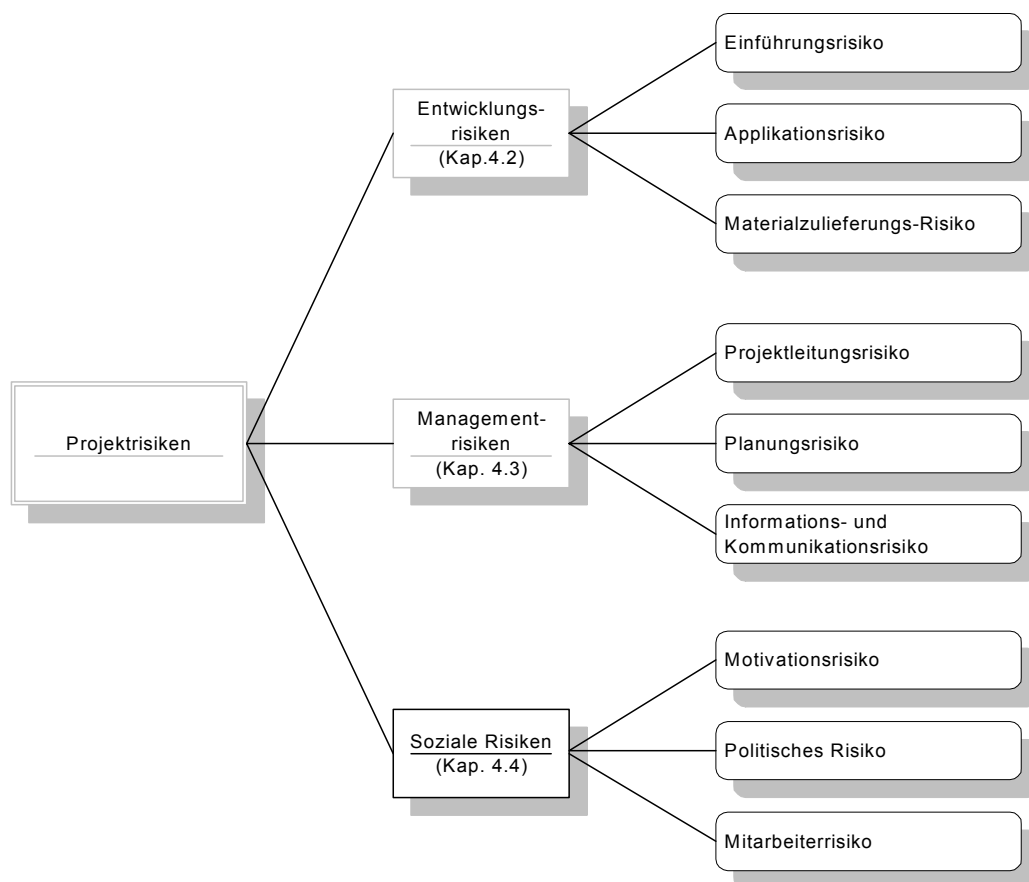 Projektrisiken
Entwicklungs-
risiken
(Kap.4.2)
Einführungsrisiko
Applikationsrisiko
Materialzulieferungs-Risiko
Management-
risiken
(Kap. 4.3)
Projektleitungsrisiko
Planungsrisiko
Informations- und
Kommunikationsrisiko
Soziale Risiken
(Kap. 4.4)
Motivationsrisiko
Politisches Risiko
Mitarbeiterrisiko